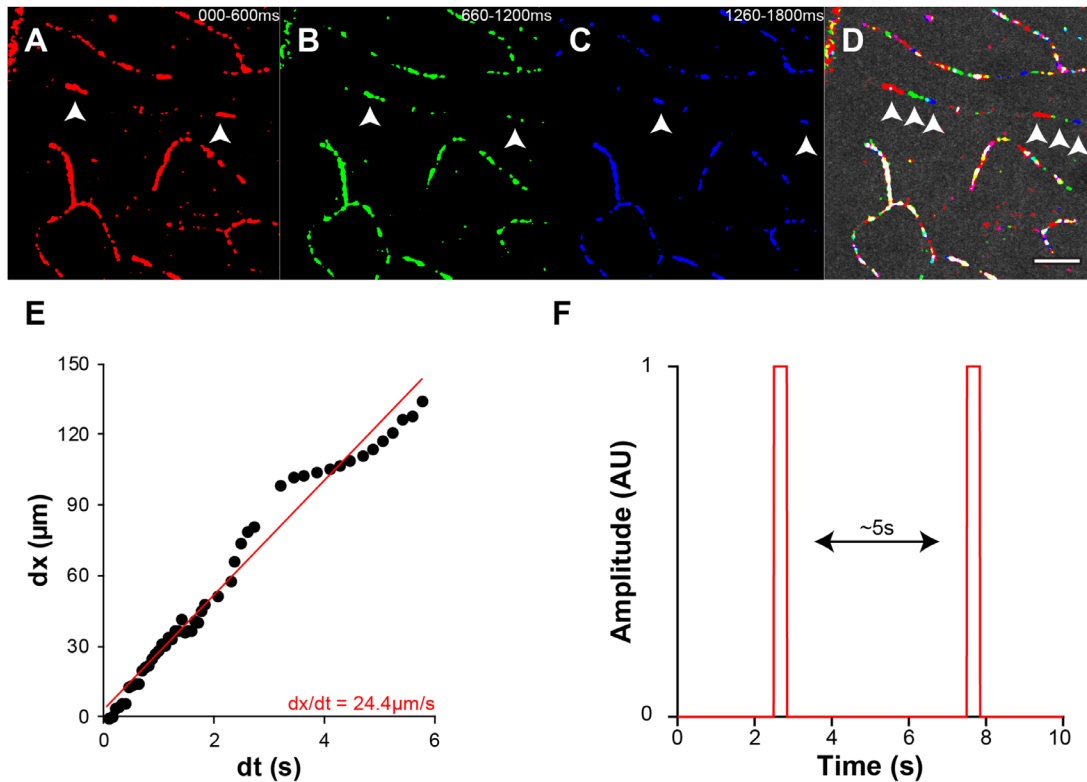 A
000-600ms
B
660-1200ms
C
1260-1800ms
D
E
150
120
90
60
30
0
dx (µm)
dx/dt = 24.4µm/s
0
2
4
6
dt (s)
F
1
0
Amplitude (AU)
~5s
0
2
4
6
8
10
Time (s)